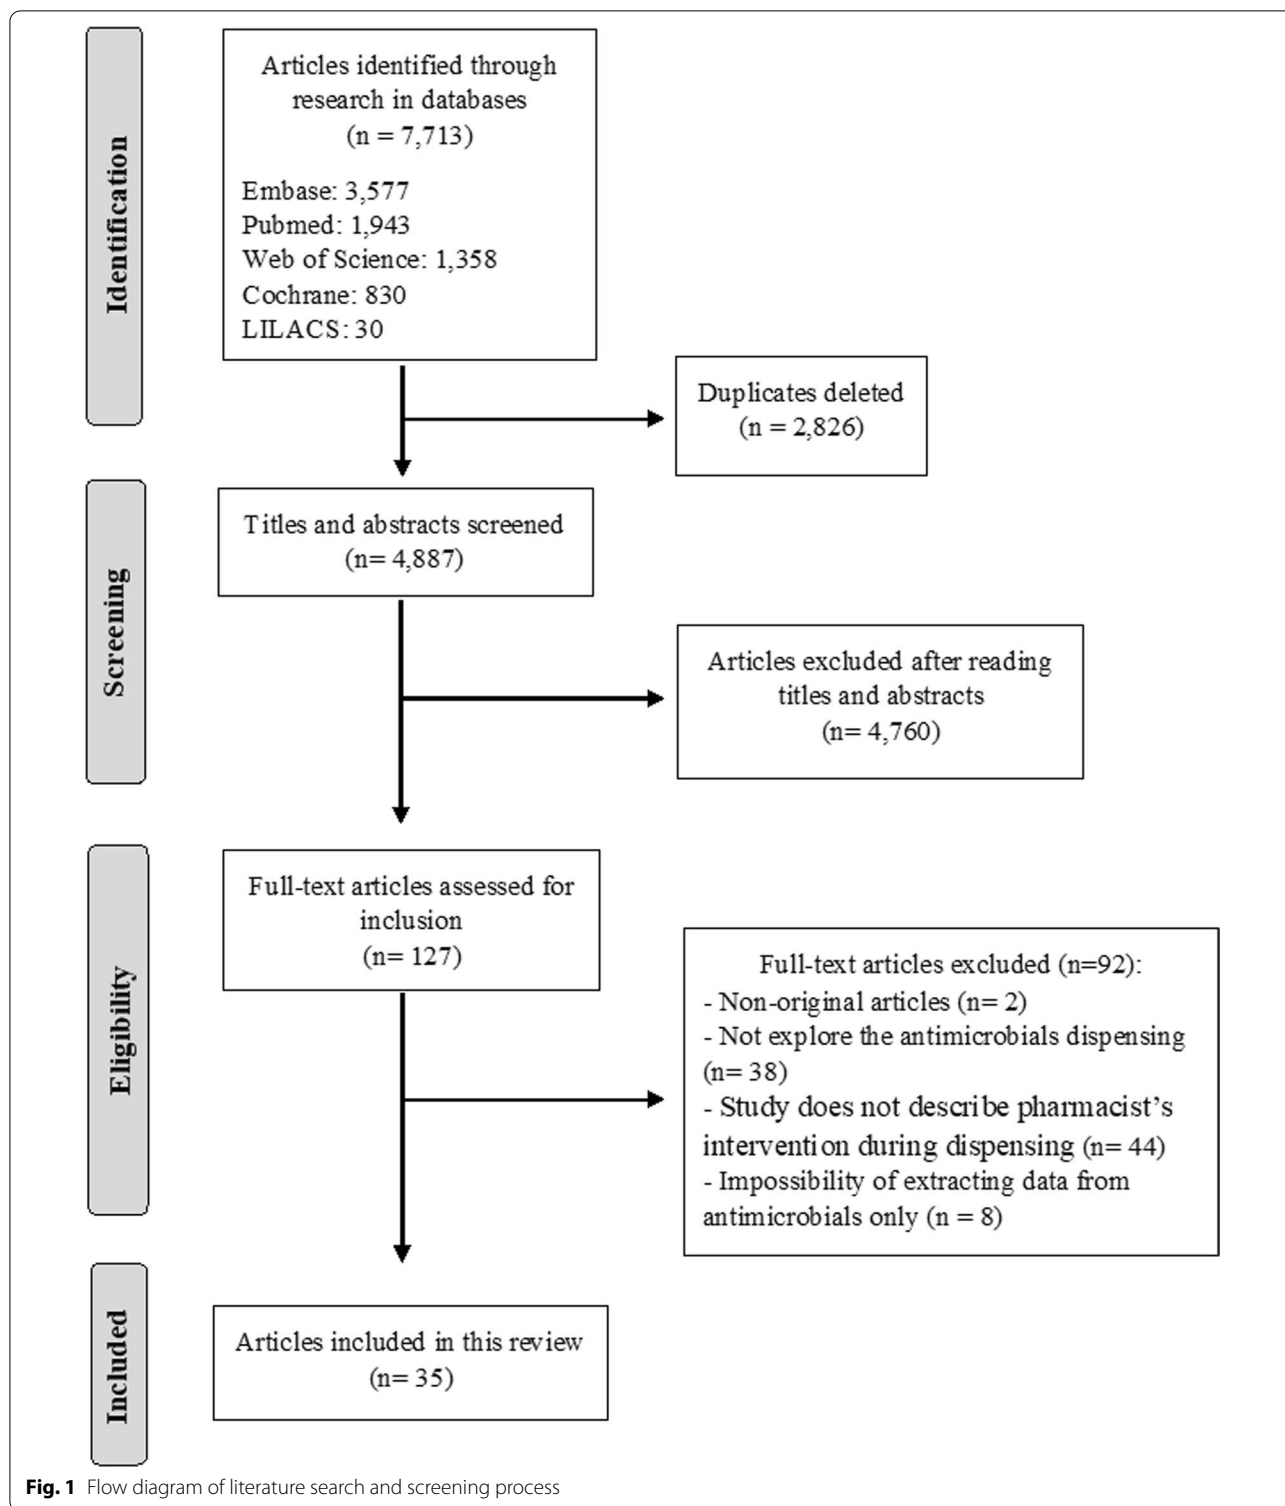 Identification
Articles identified through
research in databases
(n = 7,713)
Embase: 3,577
Pubmed: 1,943
Web of Science: 1,358
Cochrane: 830
LILACS: 30
Duplicates deleted
(n = 2,826)
Screening
Titles and abstracts screened
(n= 4,887)
Articles excluded after reading
titles and abstracts
(n= 4,760)
Eligibility
Full-text articles assessed for
inclusion
(n= 127)
Full-text articles excluded (n=92):
- Non-original articles (n= 2)
- Not explore the antimicrobials dispensing
(n= 38)
- Study does not describe pharmacist's
intervention during dispensing (n= 44)
- Impossibility of extracting data from
antimicrobials only (n = 8)
Included
Articles included in this review
(n= 35)
Fig. 1 Flow diagram of literature search and screening process